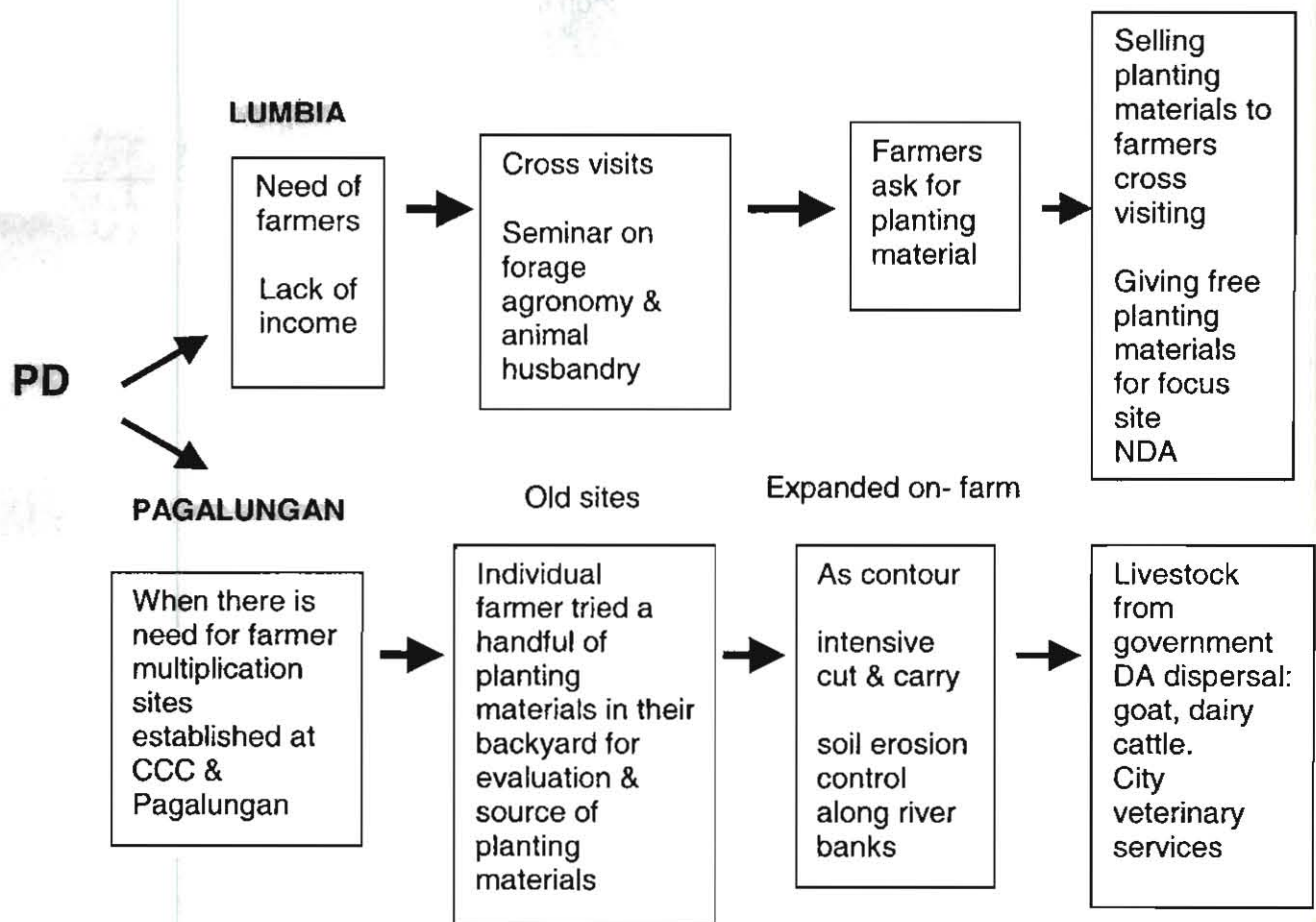 PD
LUMBIA
Need of
farmers
Lack of
income
Cross visits
Seminar on
forage
agronomy &
animal
husbandry
Farmers
ask for
planting
material
Selling
planting
materials to
farmers
cross
visiting
Giving free
planting
materials
for focus
site
NDA
PAGALUNGAN
When there is
need for farmer
multiplication
sites
established at
CCC &
Pagalungan
Old sites
Individual
farmer tried a
handful of
planting
materials in their
backyard for
evaluation &
source of
planting
materials
Expanded on- farm
As contour
intensive
cut & carry
soil erosion
control
along river
banks
Livestock
from
government
DA dispersal:
goat, dairy
cattle.
City
veterinary
services